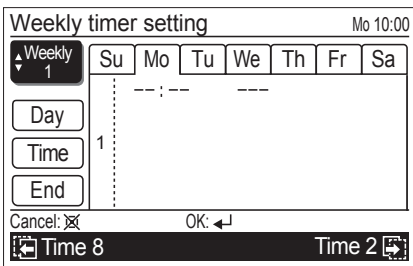 Weekly timer setting Mo 10:00
Weekly Su Mo Tu We Th Fr Sa
1
--:-- ---
Day
Time 1
End
Cancel: OK:
Time 8 Time 2